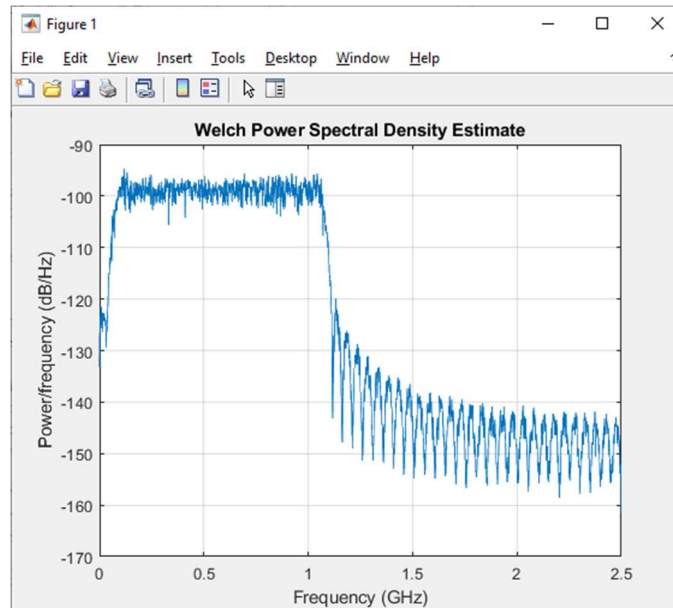 Figure 1
File Edit View Insert Tools Desktop Window Help
Welch Power Spectral Density Estimate
Power/frequency (dB/Hz)
-90
-100
-110
-120
-130
-140
-150
-160
-170
0 0.5 1 1.5 2 2.5
Frequency (GHz)